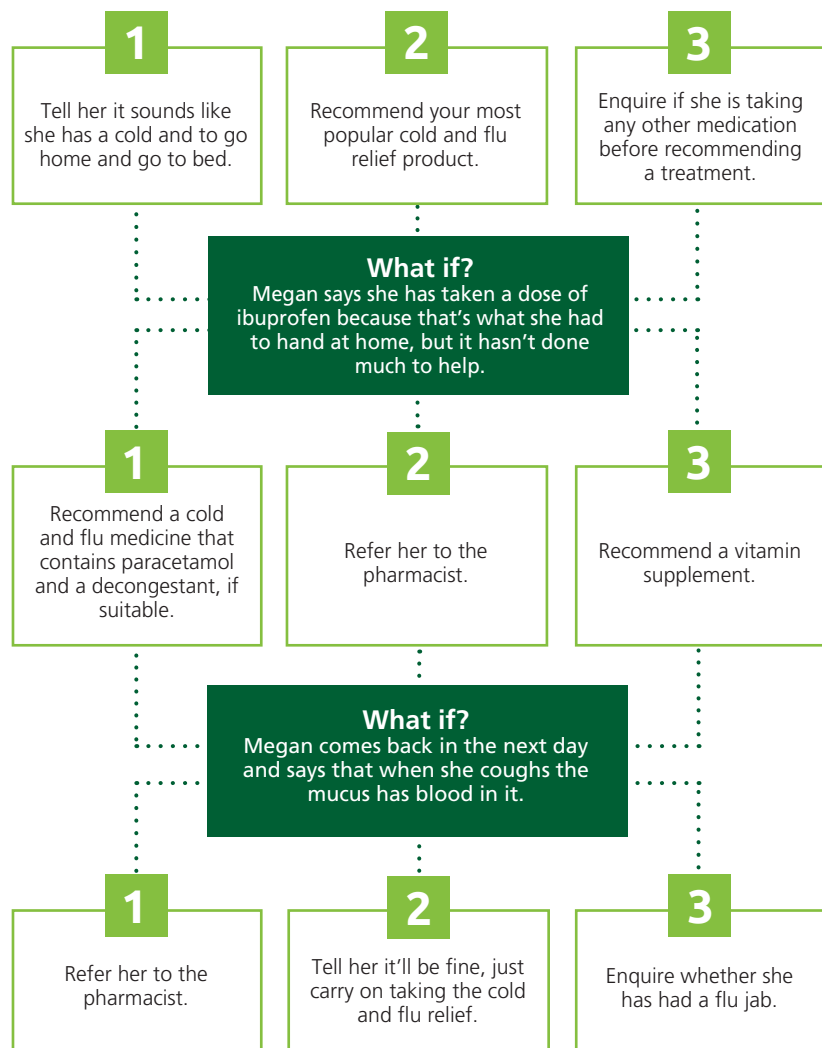 1
Tell her it sounds like
she has a cold and to go
home and go to bed.
2
Recommend your most
popular cold and flu
relief product.
3
Enquire if she is taking
any other medication
before recommending
a treatment.
What if?
Megan says she has taken a dose of
ibuprofen because that’s what she had
to hand at home, but it hasn’t done
much to help.
1
Recommend a cold
and flu medicine that
contains paracetamol
and a decongestant, if
suitable.
2
Refer her to the
pharmacist.
3
Recommend a vitamin
supplement.
What if?
Megan comes back in the next day
and says that when she coughs the
mucus has blood in it.
1
Refer her to the
pharmacist.
2
Tell her it’ll be fine, just
carry on taking the cold
and flu relief.
3
Enquire whether she
has had a flu jab.